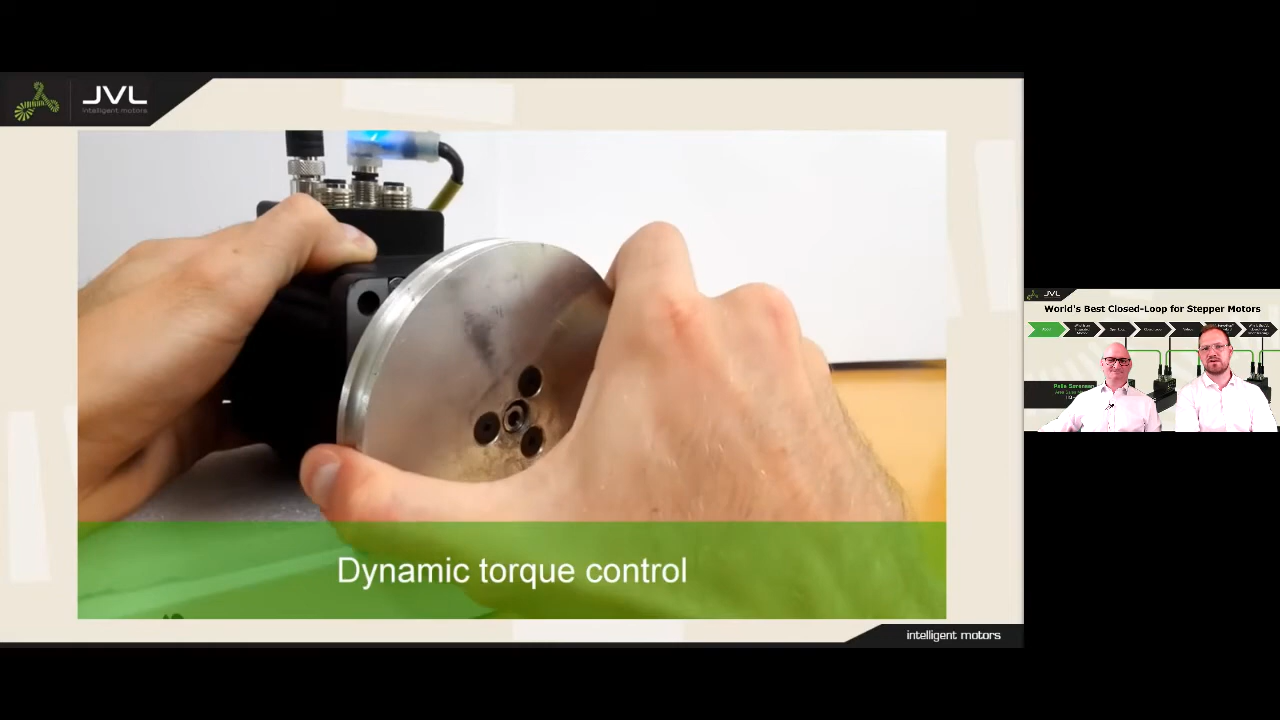 JVL
intelligent motors
Dynamic torque control
intelligent motors
JVL
World's Best Closed-Loop for Stepper Motors